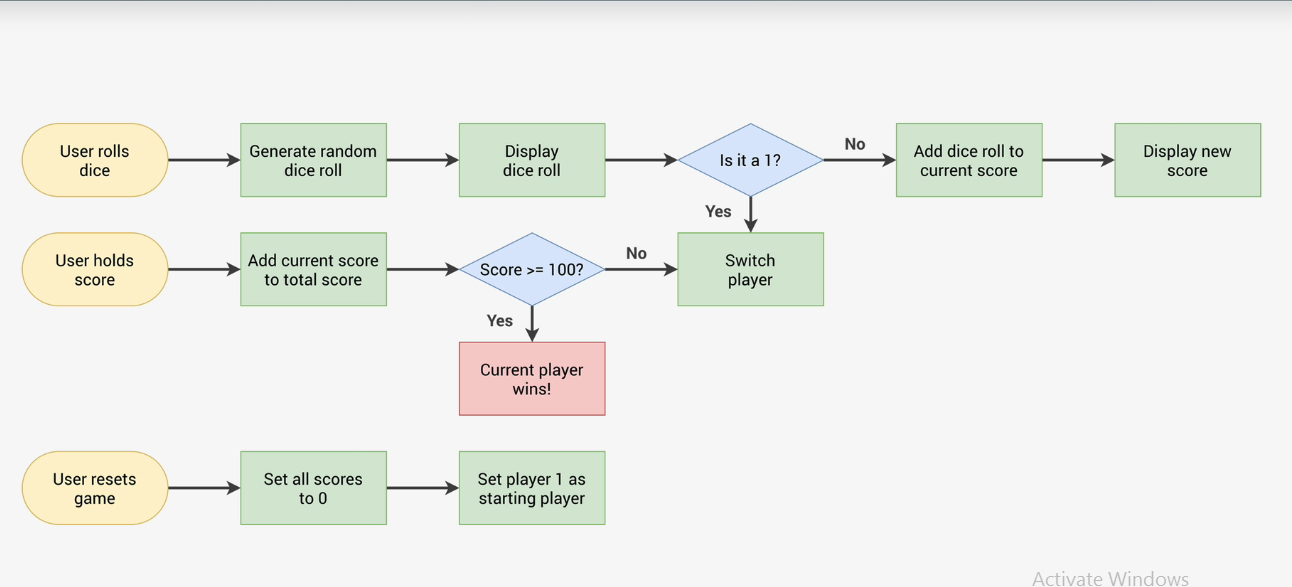 User rolls
dice
Generate random
dice roll
Display
dice roll
Is it a 1?
No
Add dice roll to
current score
Display new
score
Yes
User holds
score
Add current score
to total score
Score >= 100?
No
Switch
player
Yes
Current player
wins!
User resets
game
Set all scores
to 0
Set player 1 as
starting player
Activate Windows